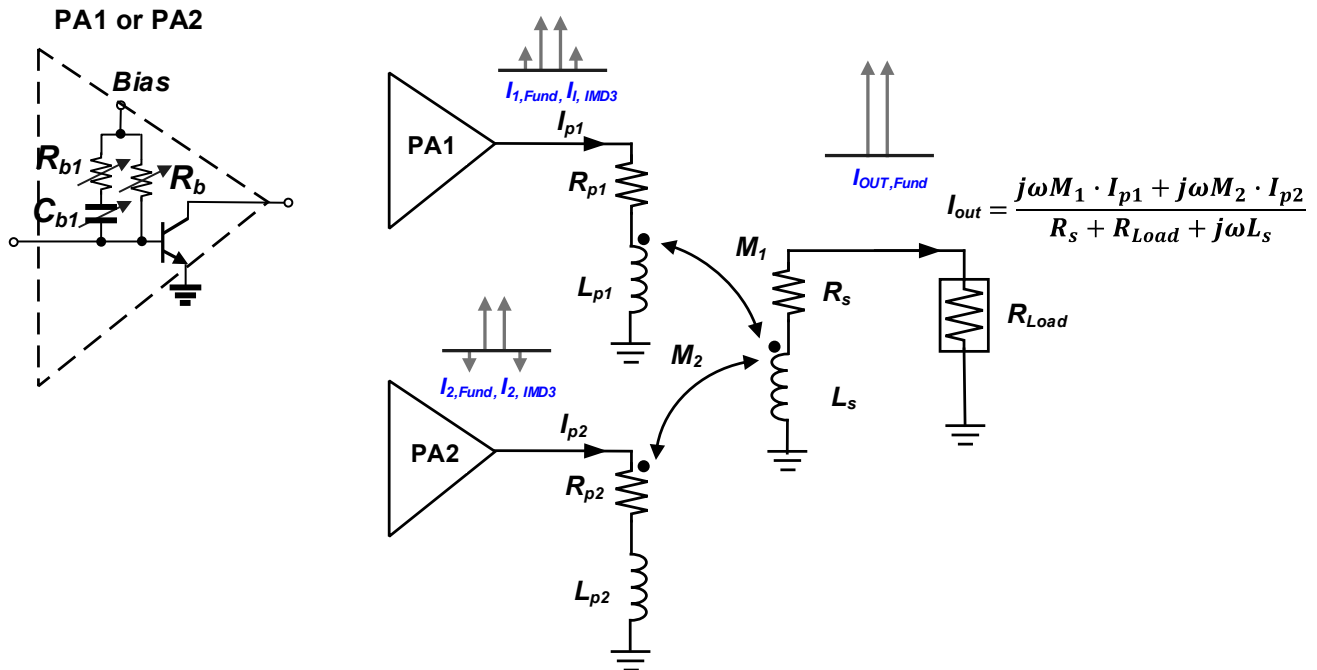 PA1 or PA2
Bias
Rb1
Rb
Cb1
I1,Fund, II, IMD3
PA1
Ip1
Rp1
Lp1
M1
IOUT,Fund
Iout = jωM1 · Ip1 + jωM2 · Ip2
Rs + RLoad + jωLs
Rs
RLoad
M2
Ls
I2,Fund, I2, IMD3
PA2
Ip2
Rp2
Lp2